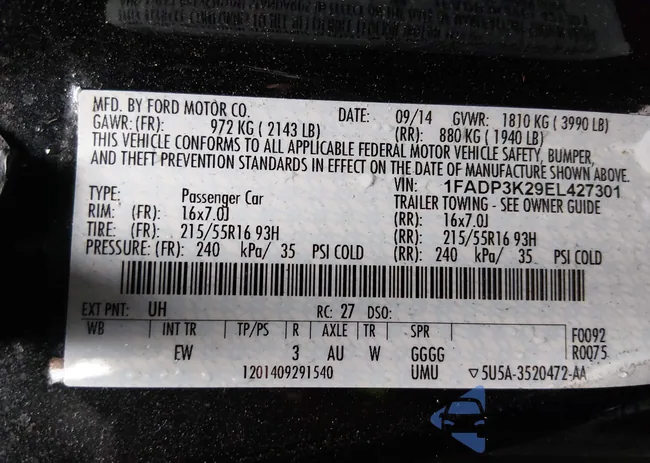 MFD. BY FORD MOTOR CO. DATE: 09/14 GVWR: 1810 KG ( 3990 LB)
GAWR: (FR): 972 KG ( 2143 LB) (RR): 880 KG ( 1940 LB)
THIS VEHICLE CONFORMS TO ALL APPLICABLE FEDERAL MOTOR VEHICLE SAFETY, BUMPER,
AND THEFT PREVENTION STANDARDS IN EFFECT ON THE DATE OF MANUFACTURE SHOWN ABOVE.
VIN: 1FADP3K29EL427301
TYPE: Passenger Car TRAILER TOWING - SEE OWNER GUIDE
RIM: (FR): 16x7.0J (RR): 16x7.0J
TIRE: (FR): 215/55R16 93H (RR): 215/55R16 93H
PRESSURE: (FR): 240 kPa/ 35 PSI COLD (RR): 240 kPa/ 35 PSI COLD
EXT PNT: UH RC: 27 DSO:
WB INT TR TP/PS R AXLE TR SPR F0092
EW 3 AU W GGGG R0075
1201409291540 UMU ▽5U5A-3520472-AA